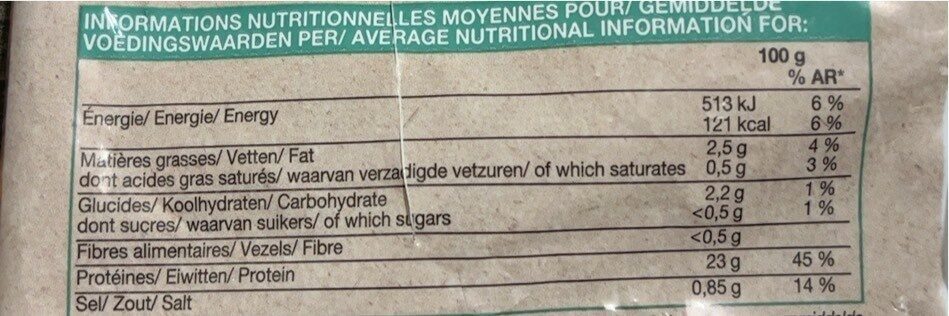 INFORMATIONS NUTRITIONNELLES MOYENNES POUR/ GEMIDDELDE
VOEDINGSWAARDEN PER/ AVERAGE NUTRITIONAL INFORMATION FOR:
100 g
% AR*
Énergie/ Energie/ Energy 513 kJ 6 %
121 kcal 6 %
Matières grasses/ Vetten/ Fat 2,5 g 4 %
dont acides gras saturés/ waarvan verzadigde vetzuren/ of which saturates 0,5 g 3 %
Glucides/ Koolhydraten/ Carbohydrate 2,2 g 1 %
dont sucres/ waarvan suikers/ of which sugars <0,5 g 1 %
Fibres alimentaires/ Vezels/ Fibre <0,5 g
Protéines/ Eiwitten/ Protein 23 g 45 %
Sel/ Zout/ Salt 0,85 g 14 %